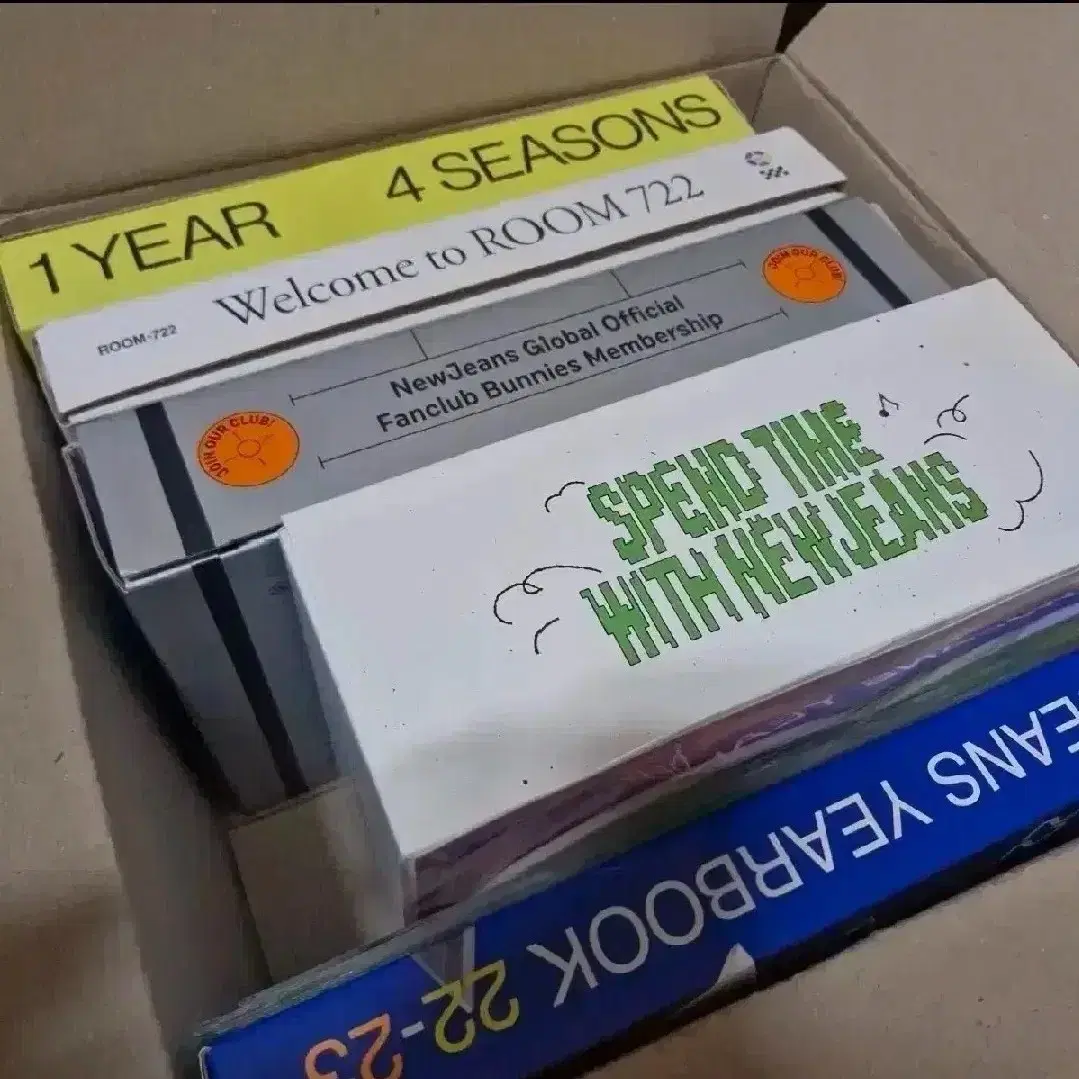 1 YEAR 4 SEASONS
Welcome to ROOM 722
ROOM-722
NewJeans Global Official
Fanclub Bunnies Membership
JOIN OUR CLUB!
JOIN OUR CLUB!
SPEND TIME
WITH NEWJEANS
EANS YEARBOOK 22-23